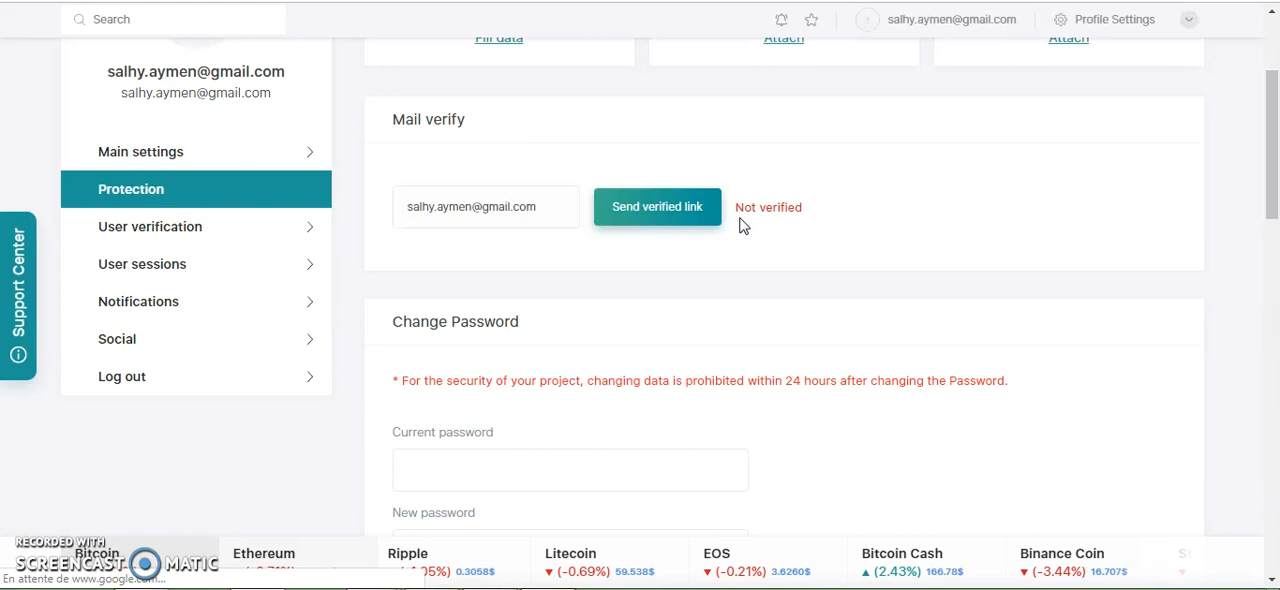 Search
salhy.aymen@gmail.com
Profile Settings
Fill data
Attach
Attach
salhy.aymen@gmail.com
salhy.aymen@gmail.com
Main settings
Protection
User verification
User sessions
Notifications
Social
Log out
Support Center
Mail verify
salhy.aymen@gmail.com
Send verified link
Not verified
Change Password
* For the security of your project, changing data is prohibited within 24 hours after changing the Password.
Current password
New password
RECORDED WITH
SCREENCAST MATIC
Bitcoin
Ethereum
Ripple
0.3058$
Litecoin
(-0.69%) 59.538$
EOS
(-0.21%) 3.6260$
Bitcoin Cash
(2.43%) 166.78$
Binance Coin
(-3.44%) 16.707$
En attente de www.google.com...